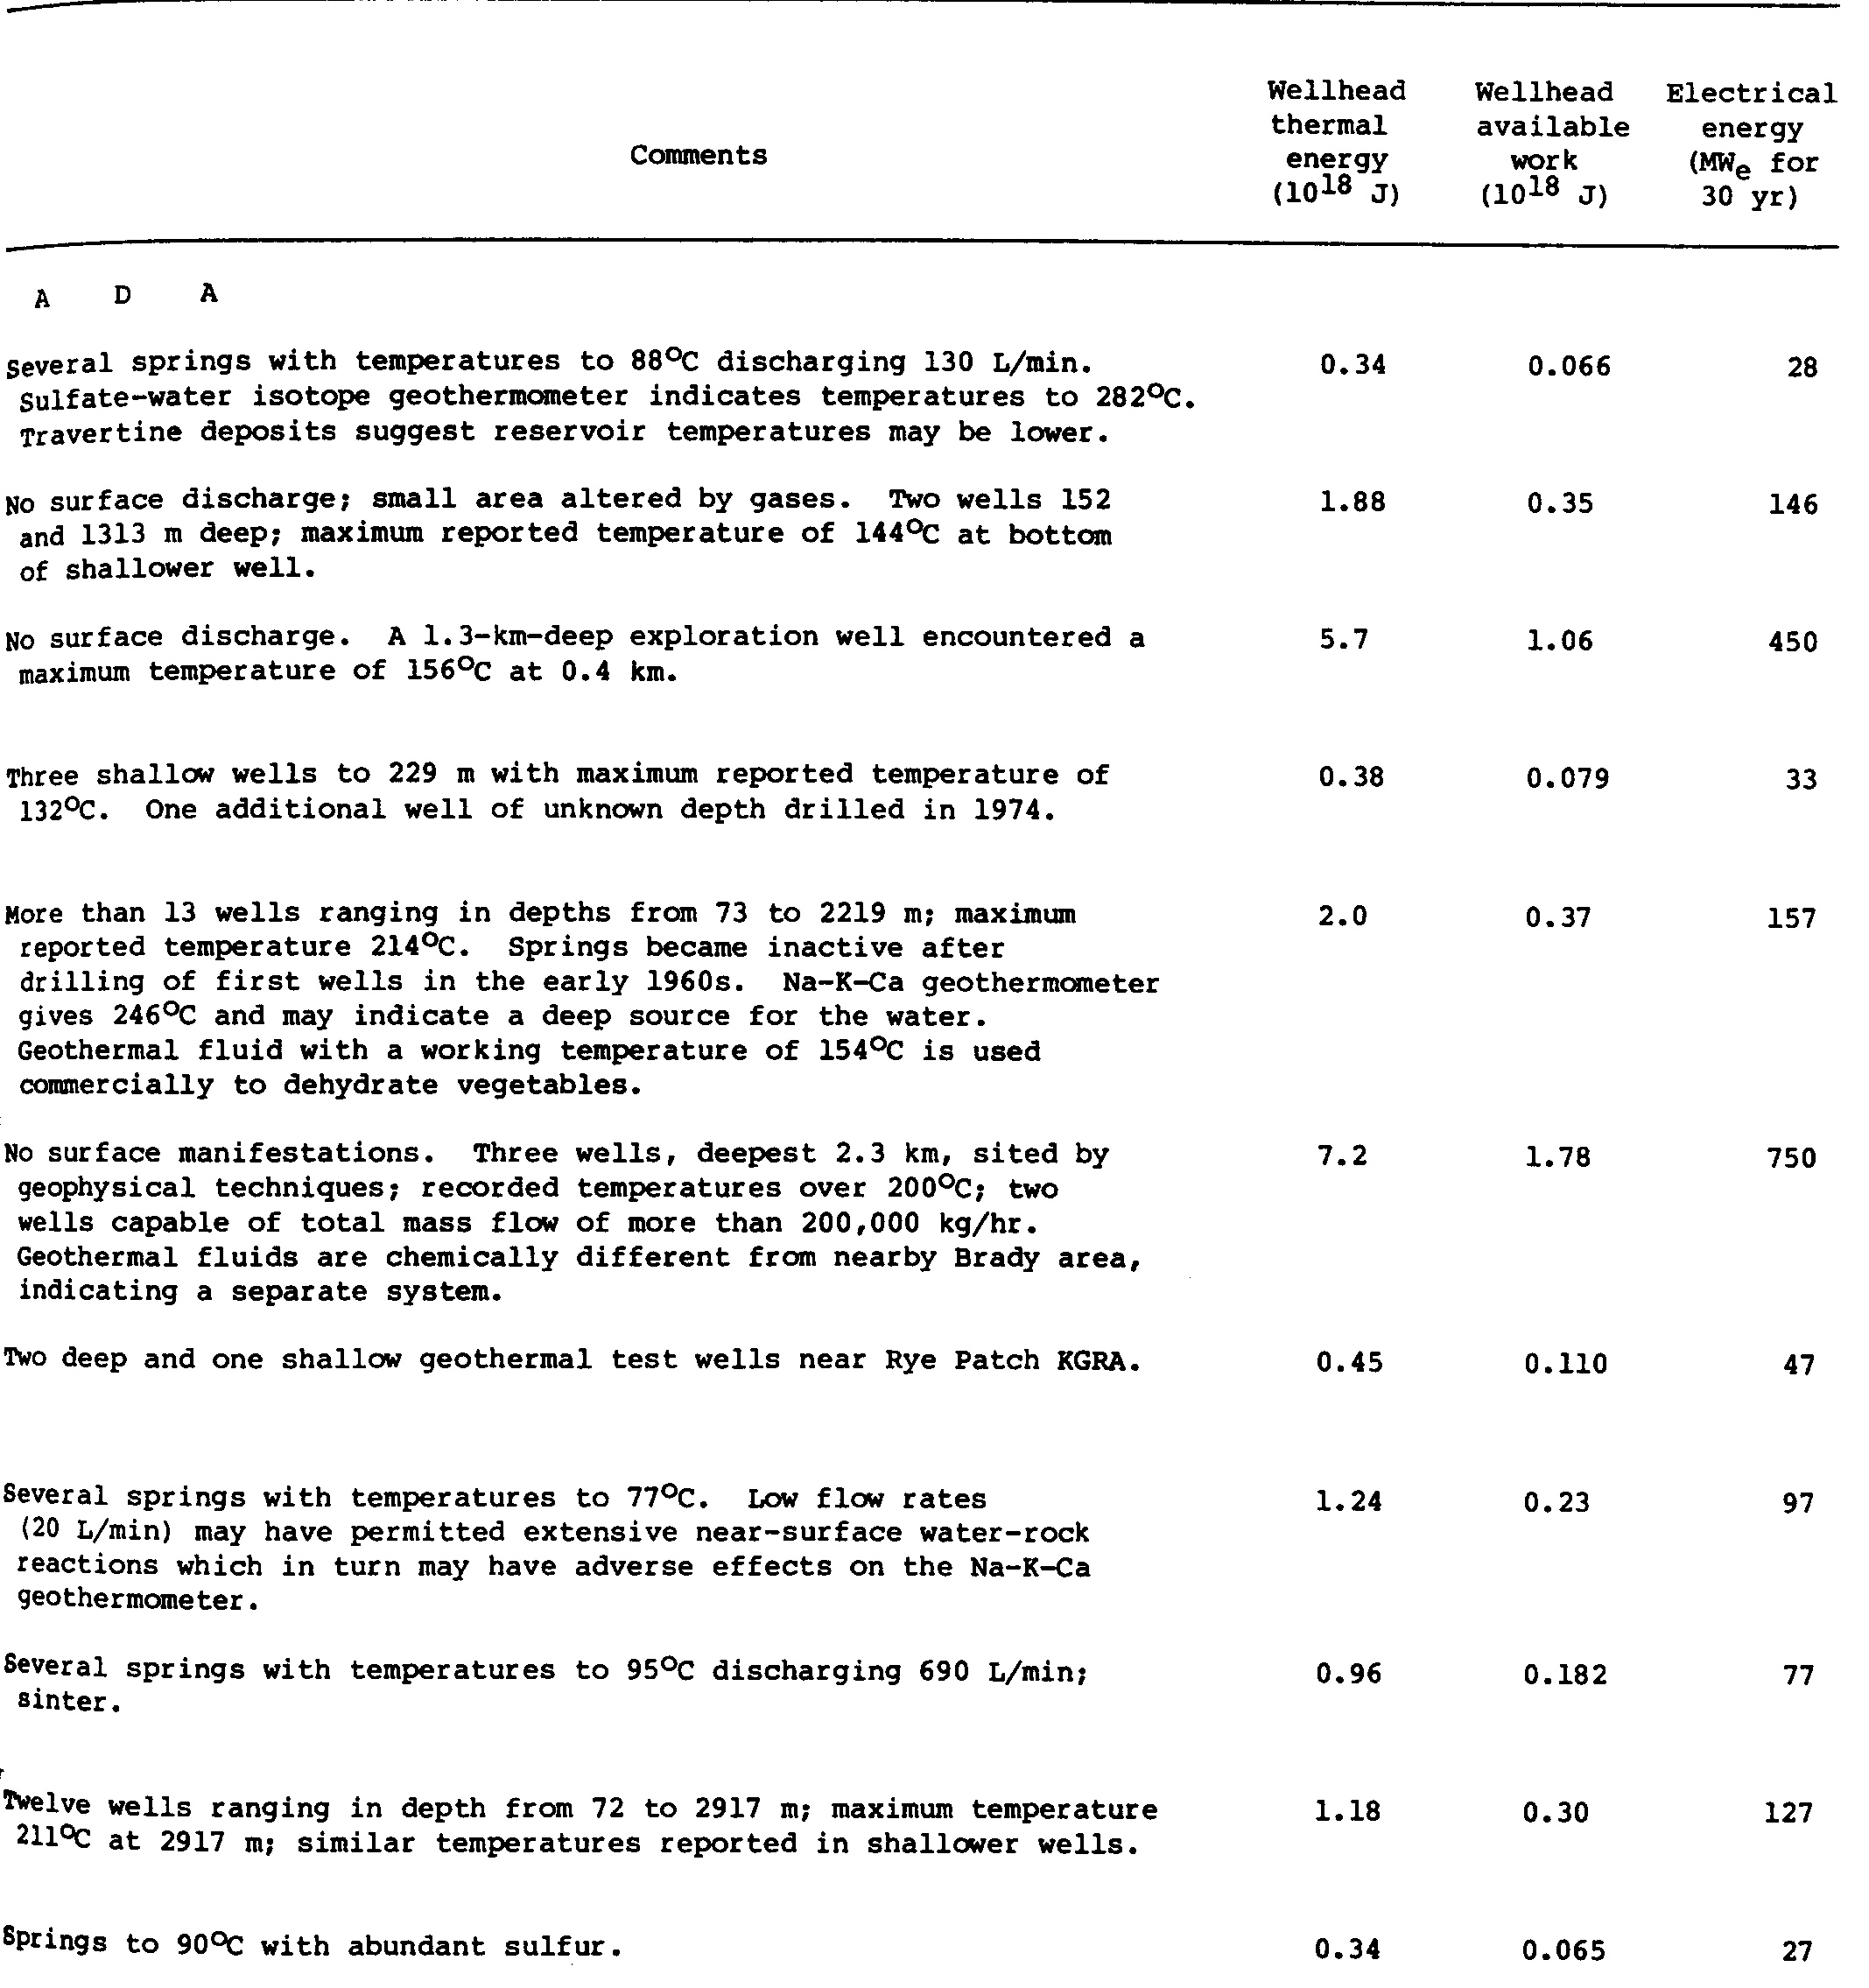 Wellhead Wellhead Electrical
thermal available energy
Comments energy work (MWe for
(10^18 J) (10^18 J) 30 yr)
A D A
Several springs with temperatures to 88°C discharging 130 L/min. 0.34 0.066 28
Sulfate-water isotope geothermometer indicates temperatures to 282°C.
Travertine deposits suggest reservoir temperatures may be lower.
No surface discharge; small area altered by gases. Two wells 152 1.88 0.35 146
and 1313 m deep; maximum reported temperature of 144°C at bottom
of shallower well.
No surface discharge. A 1.3-km-deep exploration well encountered a 5.7 1.06 450
maximum temperature of 156°C at 0.4 km.
Three shallow wells to 229 m with maximum reported temperature of 0.38 0.079 33
132°C. One additional well of unknown depth drilled in 1974.
More than 13 wells ranging in depths from 73 to 2219 m; maximum 2.0 0.37 157
reported temperature 214°C. Springs became inactive after
drilling of first wells in the early 1960s. Na-K-Ca geothermometer
gives 246°C and may indicate a deep source for the water.
Geothermal fluid with a working temperature of 154°C is used
commercially to dehydrate vegetables.
No surface manifestations. Three wells, deepest 2.3 km, sited by 7.2 1.78 750
geophysical techniques; recorded temperatures over 200°C; two
wells capable of total mass flow of more than 200,000 kg/hr.
Geothermal fluids are chemically different from nearby Brady area,
indicating a separate system.
Two deep and one shallow geothermal test wells near Rye Patch KGRA. 0.45 0.110 47
Several springs with temperatures to 77°C. Low flow rates 1.24 0.23 97
(20 L/min) may have permitted extensive near-surface water-rock
reactions which in turn may have adverse effects on the Na-K-Ca
geothermometer.
Several springs with temperatures to 95°C discharging 690 L/min; 0.96 0.182 77
sinter.
Twelve wells ranging in depth from 72 to 2917 m; maximum temperature 1.18 0.30 127
211°C at 2917 m; similar temperatures reported in shallower wells.
Springs to 90°C with abundant sulfur. 0.34 0.065 27